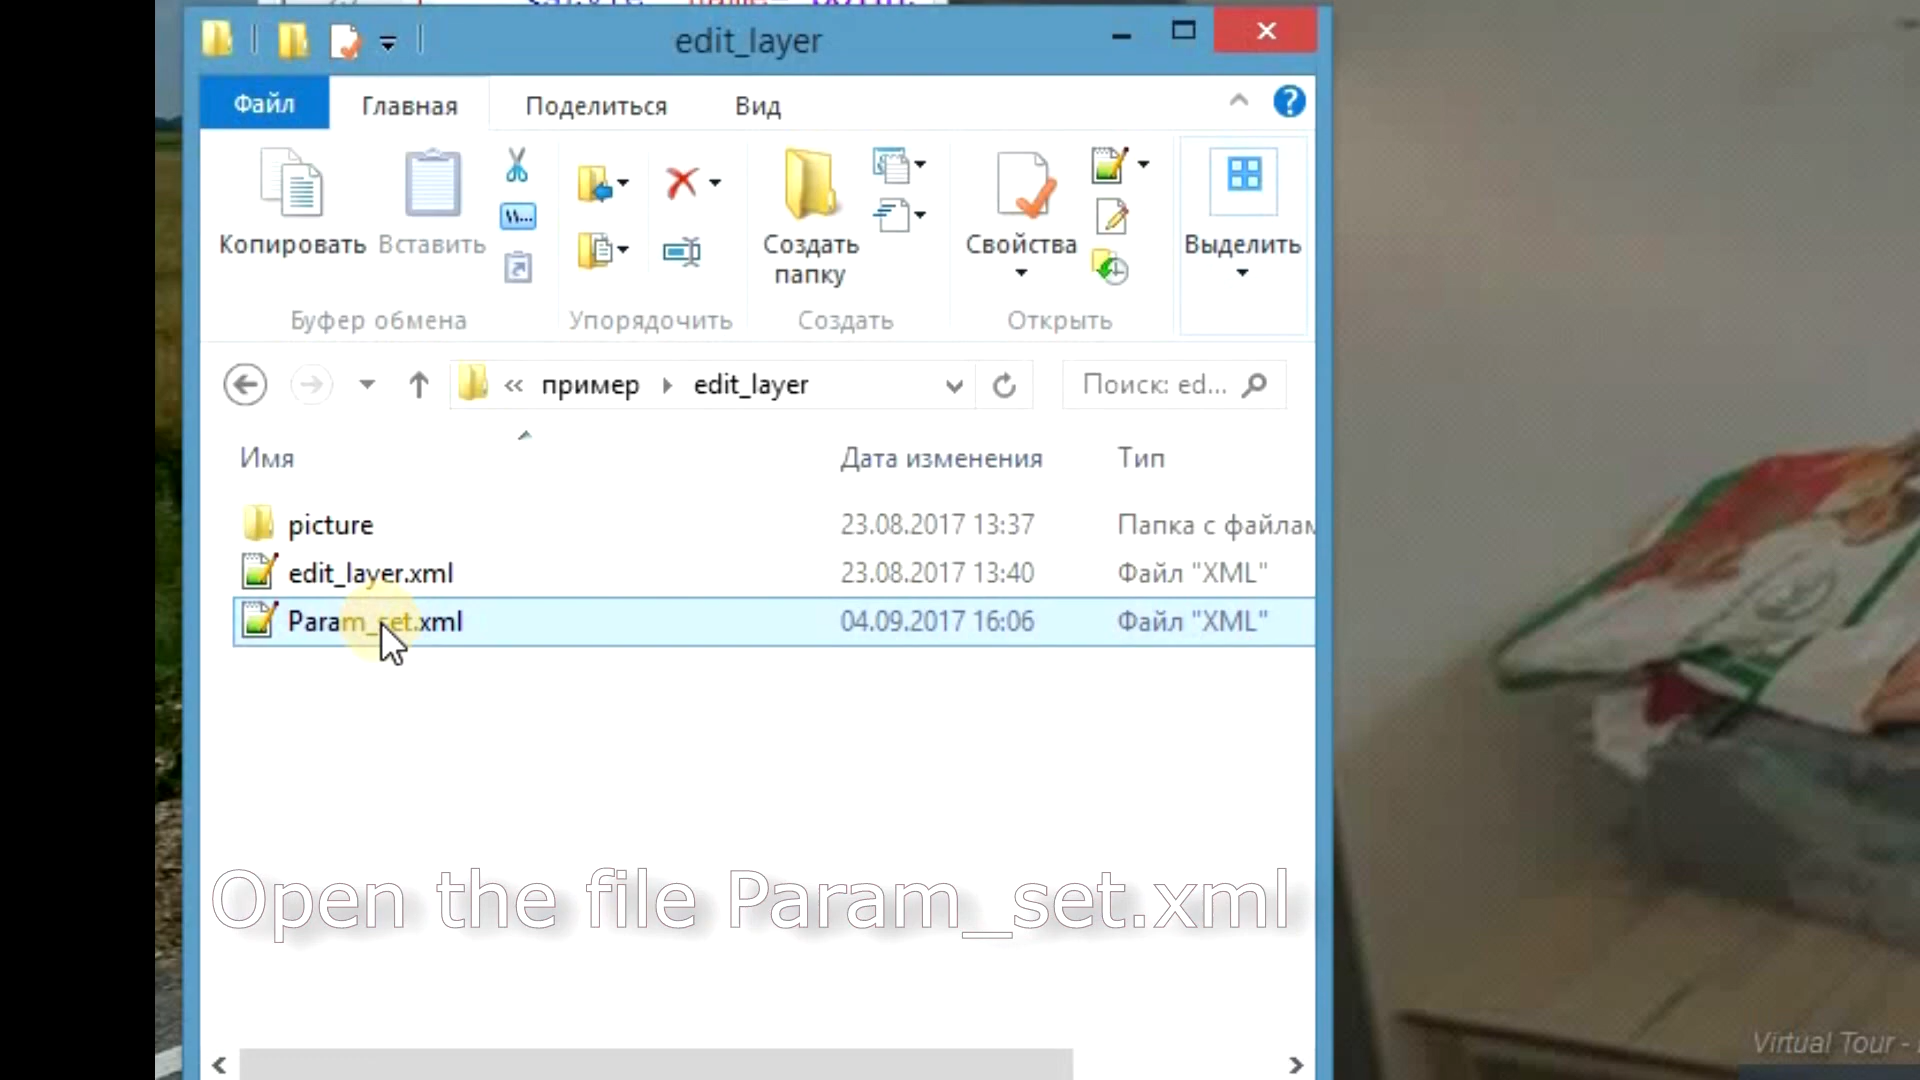 edit_layer
Файл Главная Поделиться Вид
Копировать Вставить Создать папку Свойства Выделить
Буфер обмена Упорядочить Создать Открыть
« пример edit_layer Поиск: ed...
Имя Дата изменения Тип
picture 23.08.2017 13:37 Папка с файлам
edit_layer.xml 23.08.2017 13:40 Файл "XML"
Param_set.xml 04.09.2017 16:06 Файл "XML"
Open the file Param_set.xml
Virtual Tour -